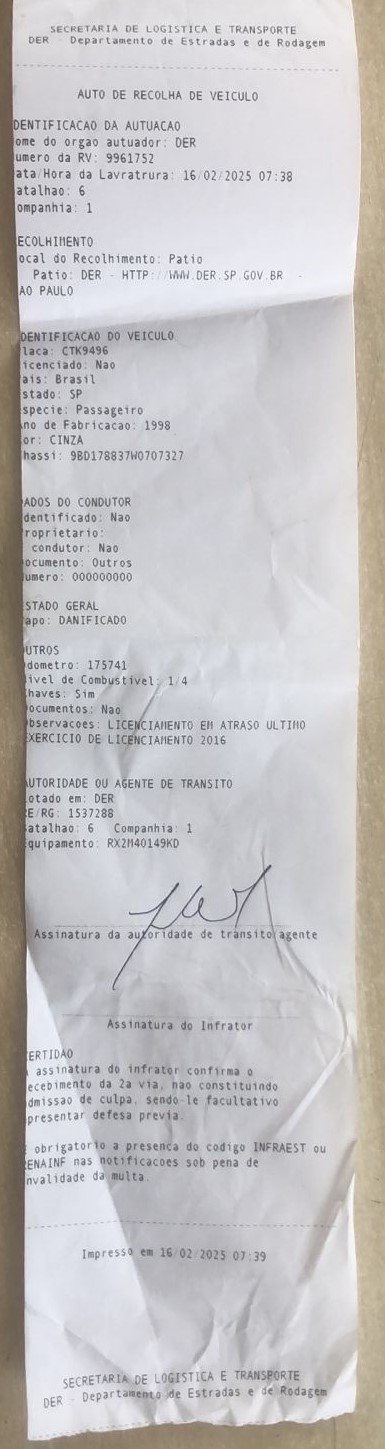 SECRETARIA DE LOGISTICA E TRANSPORTE
DER - Departamento de Estradas e de Rodagem
AUTO DE RECOLHA DE VEICULO
DENTIFICACAO DA AUTUACAO
ome do orgao autuador: DER
umero da RV: 9961752
ata/Hora da Lavratrura: 16/02/2025 07:38
atalhao: 6
ompanhia: 1
ECOLHIMENTO
ocal do Recolhimento: Patio
Patio: DER - HTTP://WWW.DER.SP.GOV.BR -
AO PAULO
DENTIFICACAO DO VEICULO
laca: CTK9496
icenciado: Nao
ais: Brasil
stado: SP
specie: Passageiro
no de Fabricacao: 1998
or: CINZA
hassi: 9BD178837W0707327
ADOS DO CONDUTOR
dentificado: Nao
roprietario:
condutor: Nao
ocumento: Outros
umero: 000000000
STADO GERAL
apo: DANIFICADO
UTROS
dometro: 175741
ivel de Combustivel: 1/4
haves: Sim
ocumentos: Nao
bservacoes: LICENCIAMENTO EM ATRASO ULTIMO
EXERCICIO DE LICENCIAMENTO 2016
AUTORIDADE OU AGENTE DE TRANSITO
otado em: DER
RE/RG: 1537288
atalhao: 6 Companhia: 1
quipamento: RX2M40149KD
Assinatura da autoridade de transito/agente
Assinatura do Infrator
CERTIDAO
A assinatura do infrator confirma o
recebimento da 2a via, nao constituindo
dmissao de culpa, sendo-le facultativo
presentar defesa previa.
E obrigatorio a presenca do codigo INFRAEST ou
RENAINF nas notificacoes sob pena de
nvalidade da multa.
Impresso em 16/02/2025 07:39
SECRETARIA DE LOGISTICA E TRANSPORTE
DER - Departamento de Estradas e de Rodagem